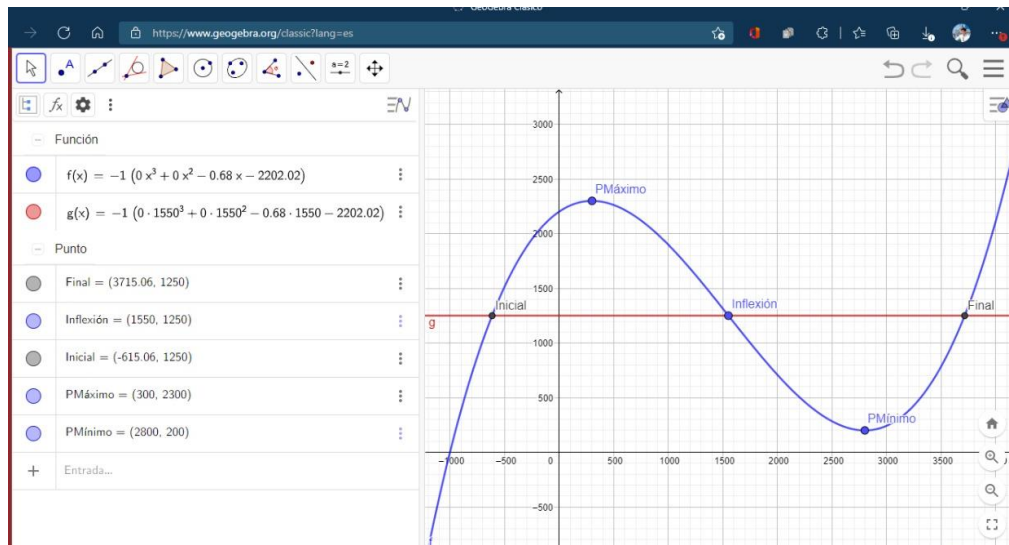 GeoGebra Clásico
https://www.geogebra.org/classic?lang=es
A
a=2
fx
Función
f(x) = −1 (0 x³ + 0 x² − 0.68 x − 2202.02)
g(x) = −1 (0 · 1550³ + 0 · 1550² − 0.68 · 1550 − 2202.02)
Punto
Final = (3715.06, 1250)
Inflexión = (1550, 1250)
Inicial = (-615.06, 1250)
PMáximo = (300, 2300)
PMínimo = (2800, 200)
Entrada...
3000
2500
PMáximo
2000
1500
Inicial
Inflexión
Final
g
1000
500
PMínimo
−1000 −500 0 500 1000 1500 2000 2500 3000 3500
−500